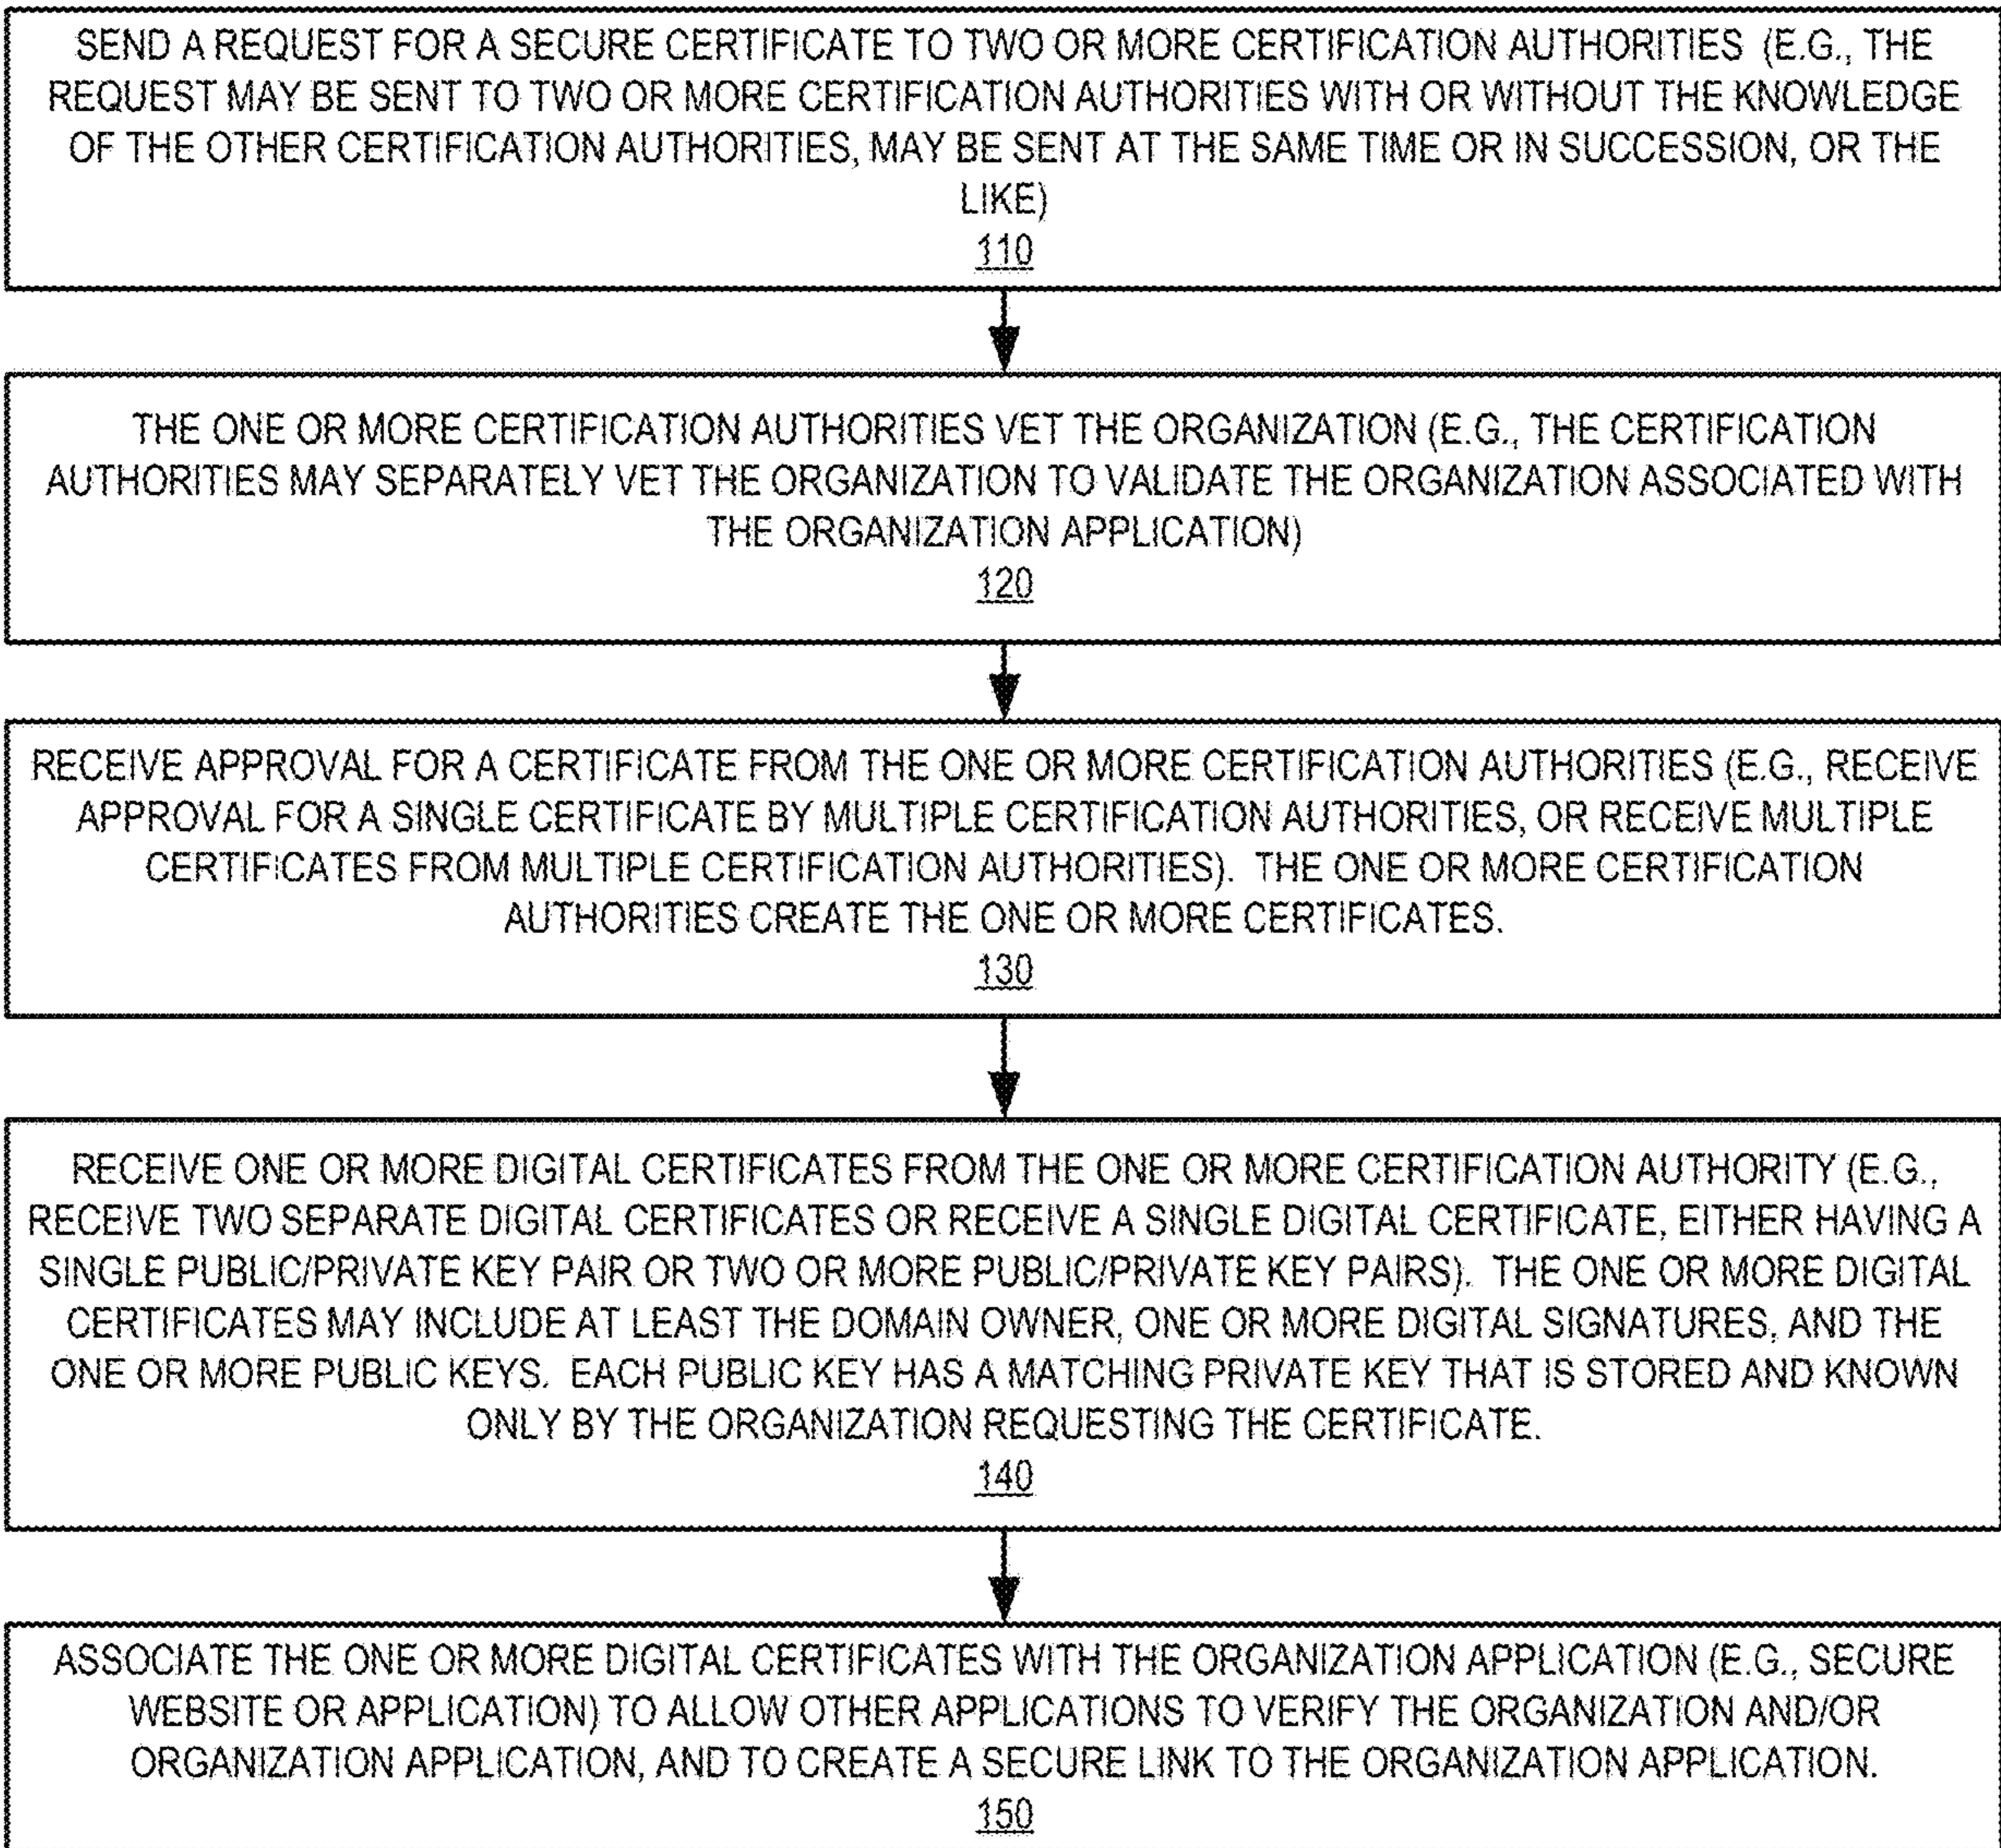 SEND A REQUEST FOR A SECURE CERTIFICATE TO TWO OR MORE CERTIFICATION AUTHORITIES (E.G., THE
REQUEST MAY BE SENT TO TWO OR MORE CERTIFICATION AUTHORITIES WITH OR WITHOUT THE KNOWLEDGE
OF THE OTHER CERTIFICATION AUTHORITIES, MAY BE SENT AT THE SAME TIME OR IN SUCCESSION, OR THE
LIKE)
110
THE ONE OR MORE CERTIFICATION AUTHORITIES VET THE ORGANIZATION (E.G., THE CERTIFICATION
AUTHORITIES MAY SEPARATELY VET THE ORGANIZATION TO VALIDATE THE ORGANIZATION ASSOCIATED WITH
THE ORGANIZATION APPLICATION)
120
RECEIVE APPROVAL FOR A CERTIFICATE FROM THE ONE OR MORE CERTIFICATION AUTHORITIES (E.G., RECEIVE
APPROVAL FOR A SINGLE CERTIFICATE BY MULTIPLE CERTIFICATION AUTHORITIES, OR RECEIVE MULTIPLE
CERTIFICATES FROM MULTIPLE CERTIFICATION AUTHORITIES). THE ONE OR MORE CERTIFICATION
AUTHORITIES CREATE THE ONE OR MORE CERTIFICATES.
130
RECEIVE ONE OR MORE DIGITAL CERTIFICATES FROM THE ONE OR MORE CERTIFICATION AUTHORITY (E.G.,
RECEIVE TWO SEPARATE DIGITAL CERTIFICATES OR RECEIVE A SINGLE DIGITAL CERTIFICATE, EITHER HAVING A
SINGLE PUBLIC/PRIVATE KEY PAIR OR TWO OR MORE PUBLIC/PRIVATE KEY PAIRS). THE ONE OR MORE DIGITAL
CERTIFICATES MAY INCLUDE AT LEAST THE DOMAIN OWNER, ONE OR MORE DIGITAL SIGNATURES, AND THE
ONE OR MORE PUBLIC KEYS. EACH PUBLIC KEY HAS A MATCHING PRIVATE KEY THAT IS STORED AND KNOWN
ONLY BY THE ORGANIZATION REQUESTING THE CERTIFICATE.
140
ASSOCIATE THE ONE OR MORE DIGITAL CERTIFICATES WITH THE ORGANIZATION APPLICATION (E.G., SECURE
WEBSITE OR APPLICATION) TO ALLOW OTHER APPLICATIONS TO VERIFY THE ORGANIZATION AND/OR
ORGANIZATION APPLICATION, AND TO CREATE A SECURE LINK TO THE ORGANIZATION APPLICATION.
150